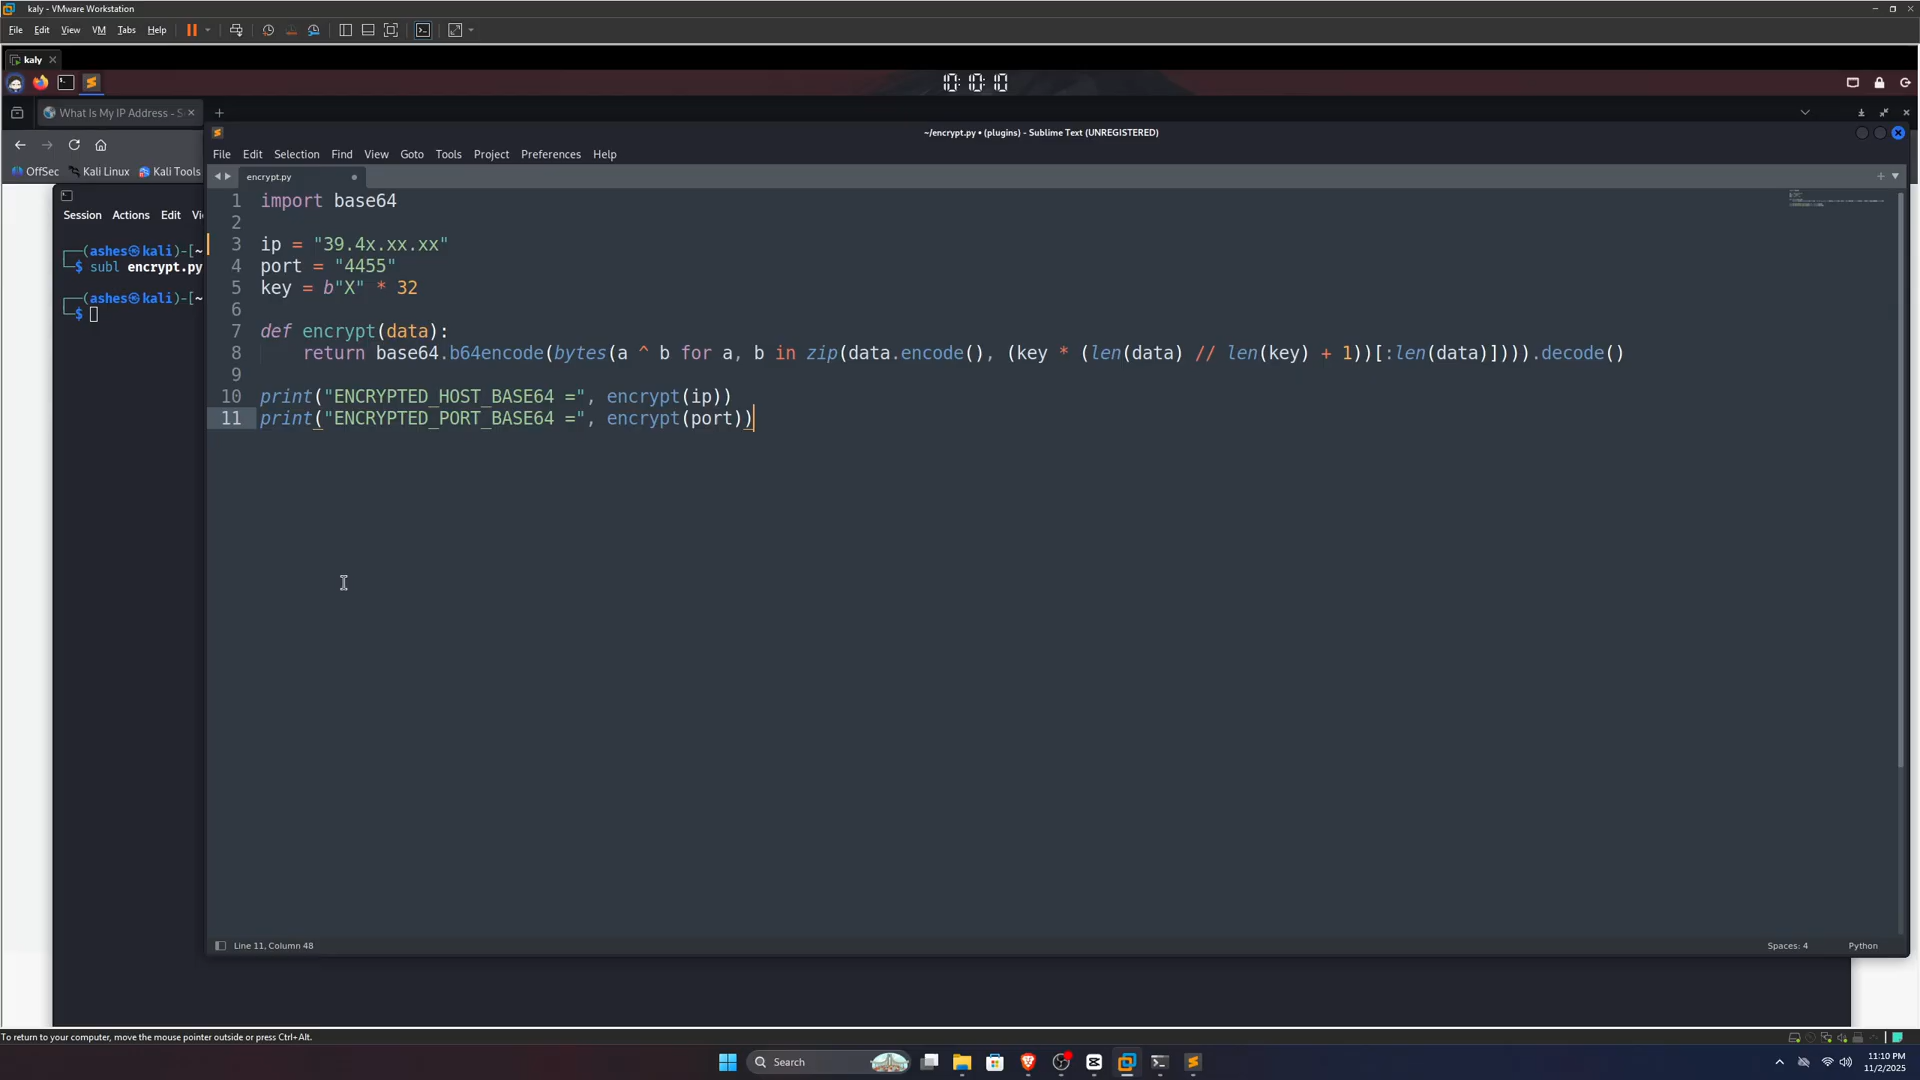 kaly - VMware Workstation
File Edit View VM Tabs Help
kaly
10:10:10
What Is My IP Address - S
~/encrypt.py • (plugins) - Sublime Text (UNREGISTERED)
File Edit Selection Find View Goto Tools Project Preferences Help
OffSec Kali Linux Kali Tools
encrypt.py
Session Actions Edit Vi
1 import base64
2
3 ip = "39.4x.xx.xx"
4 port = "4455"
5 key = b"X" * 32
6
7 def encrypt(data):
8 return base64.b64encode(bytes(a ^ b for a, b in zip(data.encode(), (key * (len(data) // len(key) + 1))[:len(data)]))).decode()
9
10 print("ENCRYPTED_HOST_BASE64 =", encrypt(ip))
11 print("ENCRYPTED_PORT_BASE64 =", encrypt(port))
(ashes㉿kali)-[~
$ subl encrypt.py
(ashes㉿kali)-[~
$
Line 11, Column 48
Spaces: 4 Python
To return to your computer, move the mouse pointer outside or press Ctrl+Alt.
Search
11:10 PM
11/2/2025